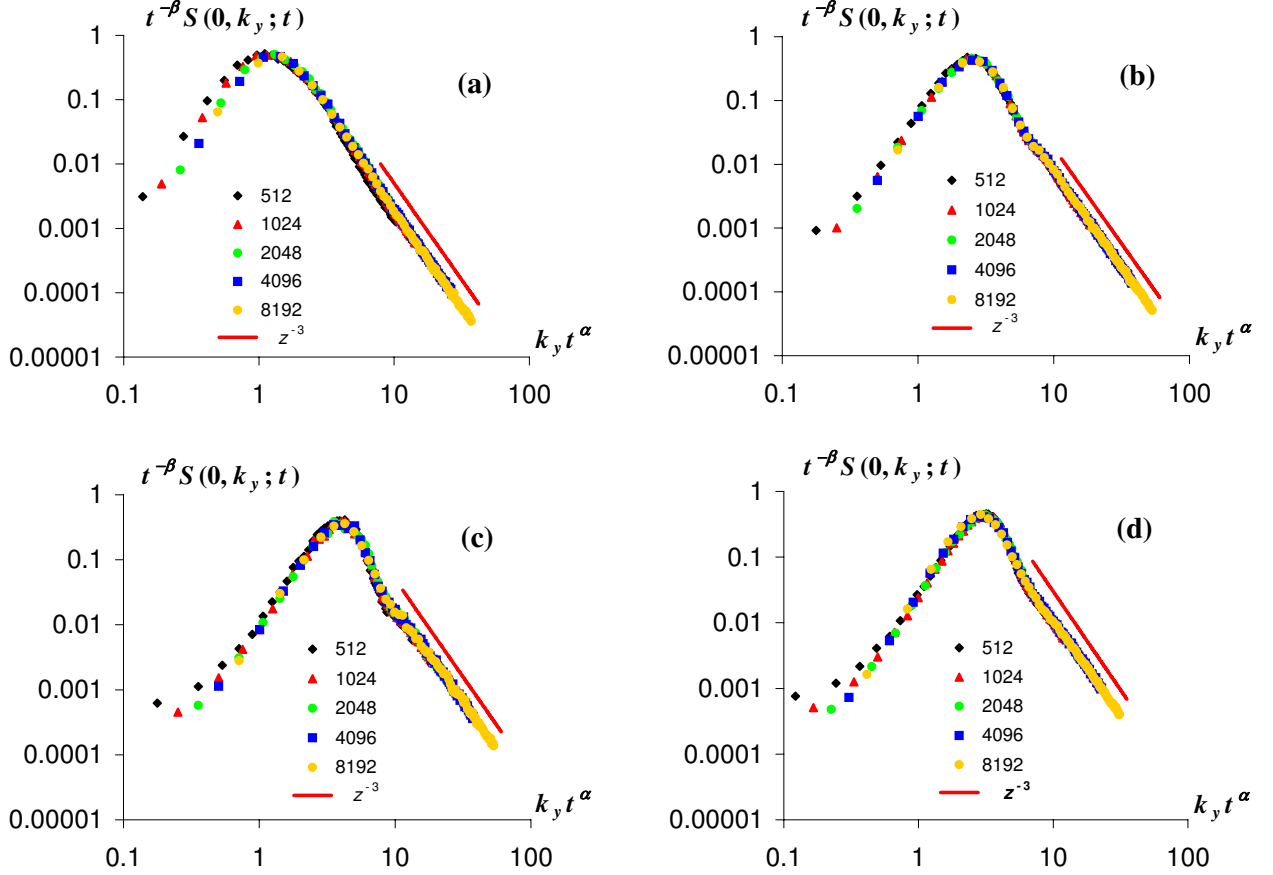 t^{-β} S(0, k_y; t)
(a)
1
0.1
0.01
0.001
0.0001
0.00001
512
1024
2048
4096
8192
z^{-3}
k_y t^α
0.1 1 10 100
t^{-β} S(0, k_y; t)
(b)
1
0.1
0.01
0.001
0.0001
0.00001
512
1024
2048
4096
8192
z^{-3}
k_y t^α
0.1 1 10 100
t^{-β} S(0, k_y; t)
(c)
1
0.1
0.01
0.001
0.0001
0.00001
512
1024
2048
4096
8192
z^{-3}
k_y t^α
0.1 1 10 100
t^{-β} S(0, k_y; t)
(d)
1
0.1
0.01
0.001
0.0001
0.00001
512
1024
2048
4096
8192
z^{-3}
k_y t^α
0.1 1 10 100